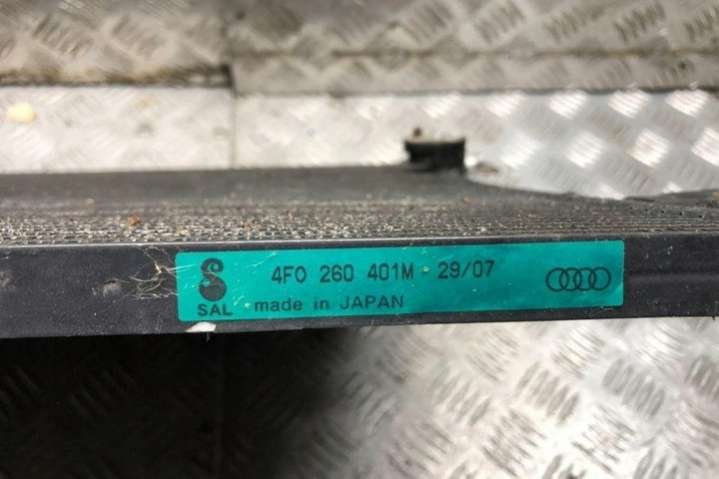 4F0 260 401M - 29/07
SAL made in JAPAN